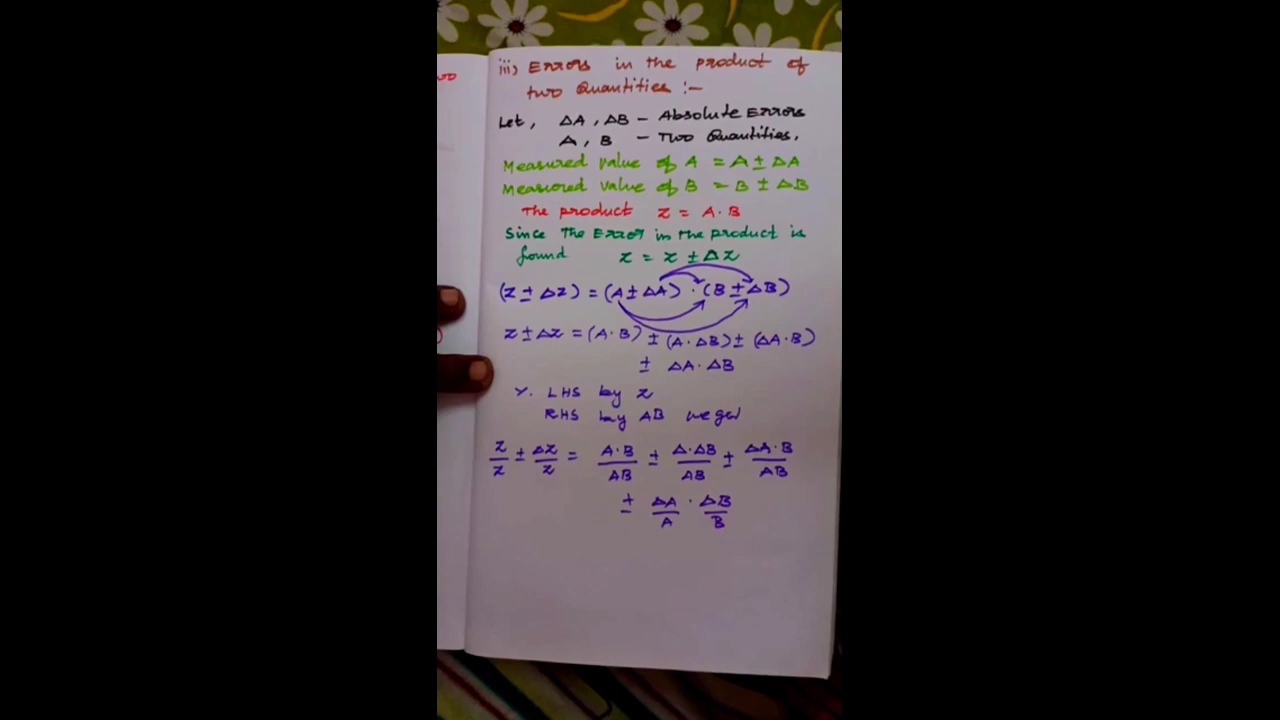 iii) Errors in the product of
two Quantities :-
Let, ΔA, ΔB - Absolute Errors
A, B - Two Quantities.
Measured value of A = A ± ΔA
Measured value of B = B ± ΔB
The product Z = A·B
Since the Error in the product is
found Z = Z ± ΔZ
(Z ± ΔZ) = (A ± ΔA) · (B ± ΔB)
Z ± ΔZ = (A·B) ± (A·ΔB) ± (ΔA·B)
± ΔA·ΔB
LHS by Z
RHS by AB we get
Z/Z ± ΔZ/Z = A·B/AB ± Δ·ΔB/AB ± ΔA·B/AB
± ΔA/A · ΔB/B